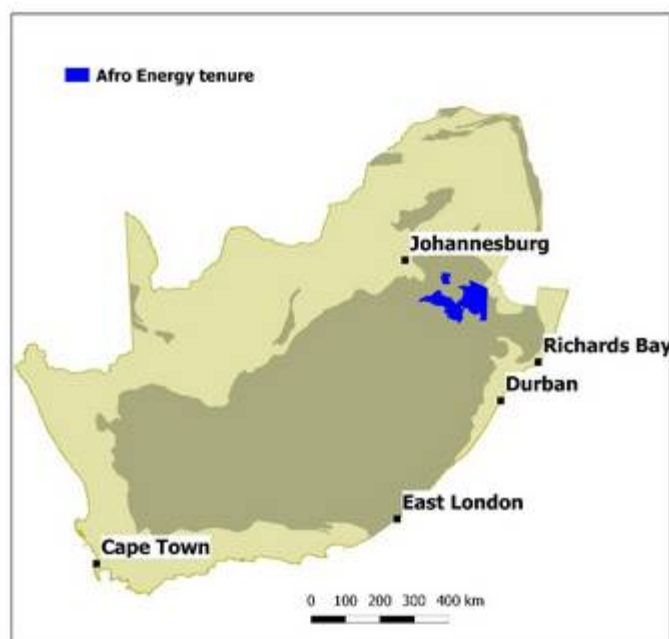 Afro Energy tenure
Johannesburg
Richards Bay
Durban
East London
Cape Town
0 100 200 300 400 km